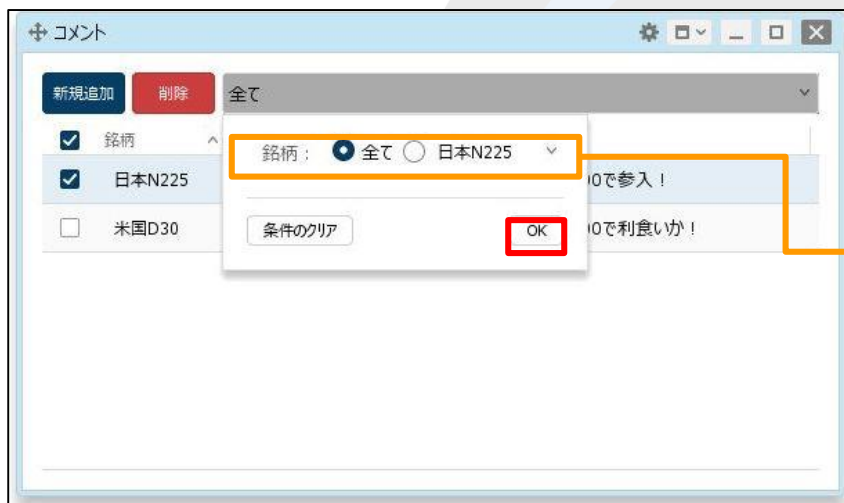 コメント
新規追加 削除 全て
銘柄
銘柄： 全て 日本N225
日本N225 00で参入！
米国D30 00で利食いか！
条件のクリア OK